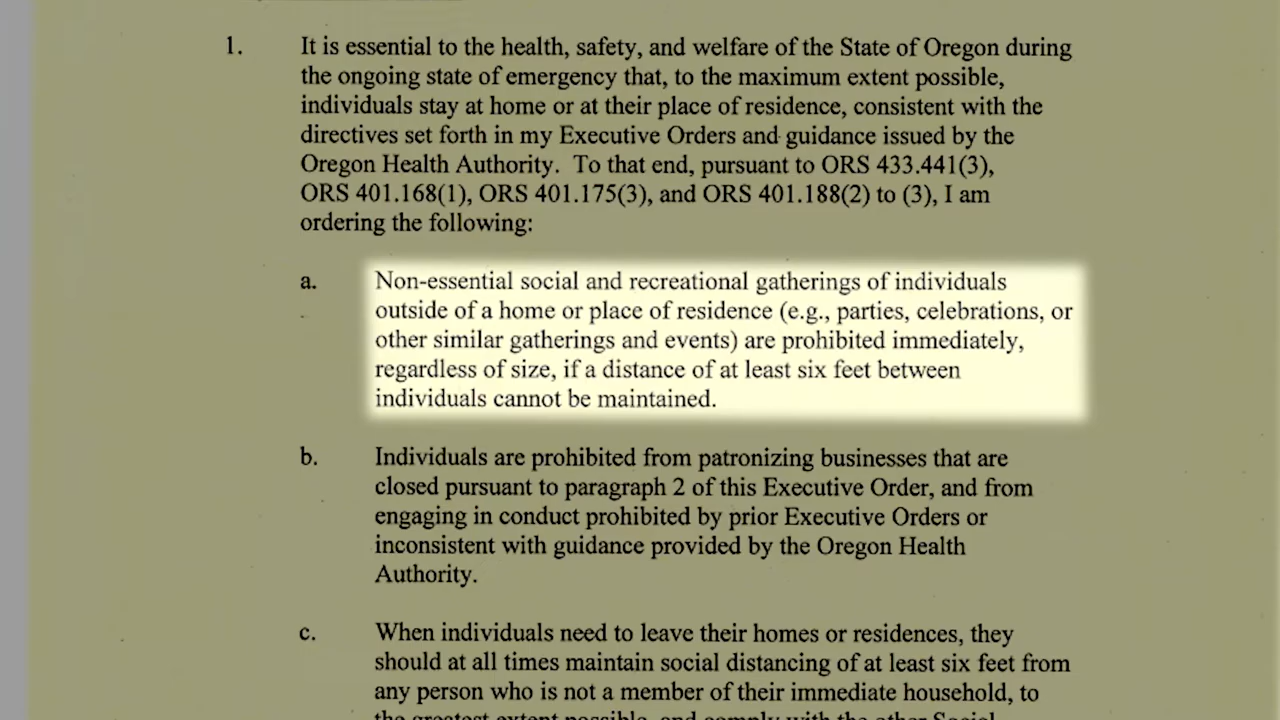 1. It is essential to the health, safety, and welfare of the State of Oregon during
the ongoing state of emergency that, to the maximum extent possible,
individuals stay at home or at their place of residence, consistent with the
directives set forth in my Executive Orders and guidance issued by the
Oregon Health Authority. To that end, pursuant to ORS 433.441(3),
ORS 401.168(1), ORS 401.175(3), and ORS 401.188(2) to (3), I am
ordering the following:
a. Non-essential social and recreational gatherings of individuals
outside of a home or place of residence (e.g., parties, celebrations, or
other similar gatherings and events) are prohibited immediately,
regardless of size, if a distance of at least six feet between
individuals cannot be maintained.
b. Individuals are prohibited from patronizing businesses that are
closed pursuant to paragraph 2 of this Executive Order, and from
engaging in conduct prohibited by prior Executive Orders or
inconsistent with guidance provided by the Oregon Health
Authority.
c. When individuals need to leave their homes or residences, they
should at all times maintain social distancing of at least six feet from
any person who is not a member of their immediate household, to
the greatest extent possible, and comply with the other Social